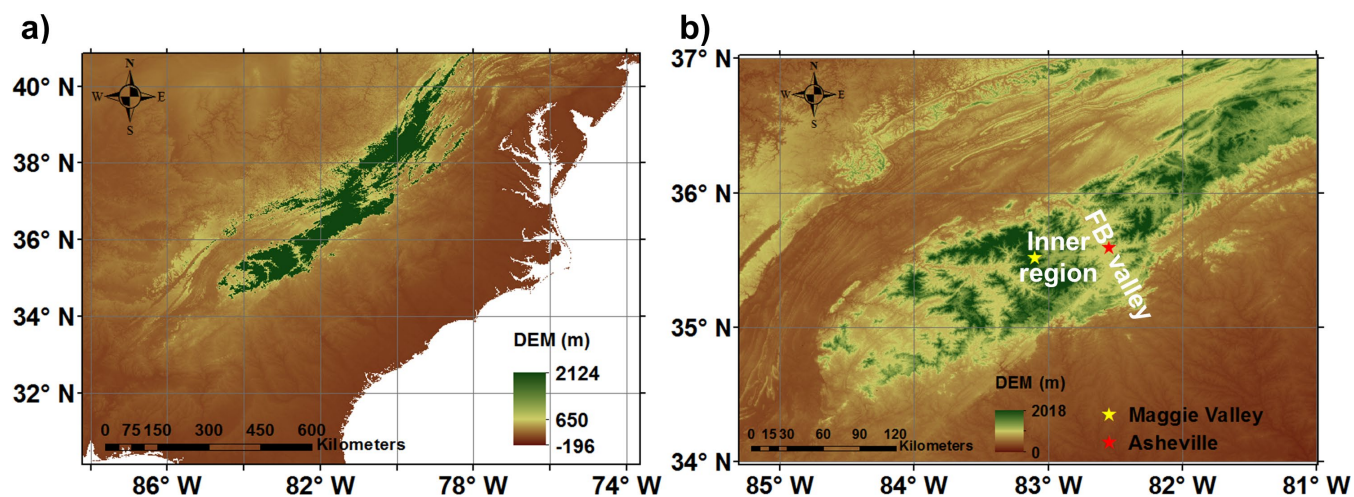 a)
40° N
38° N
36° N
34° N
32° N
86° W
82° W
78° W
74° W
N
W
E
S
DEM (m)
2124
650
-196
0 75 150 300 450 600
Kilometers
b)
37° N
36° N
35° N
34° N
85° W
84° W
83° W
82° W
81° W
N
W
E
S
FB valley
Inner
region
DEM (m)
2018
0
Maggie Valley
Asheville
0 15 30 60 90 120
Kilometers